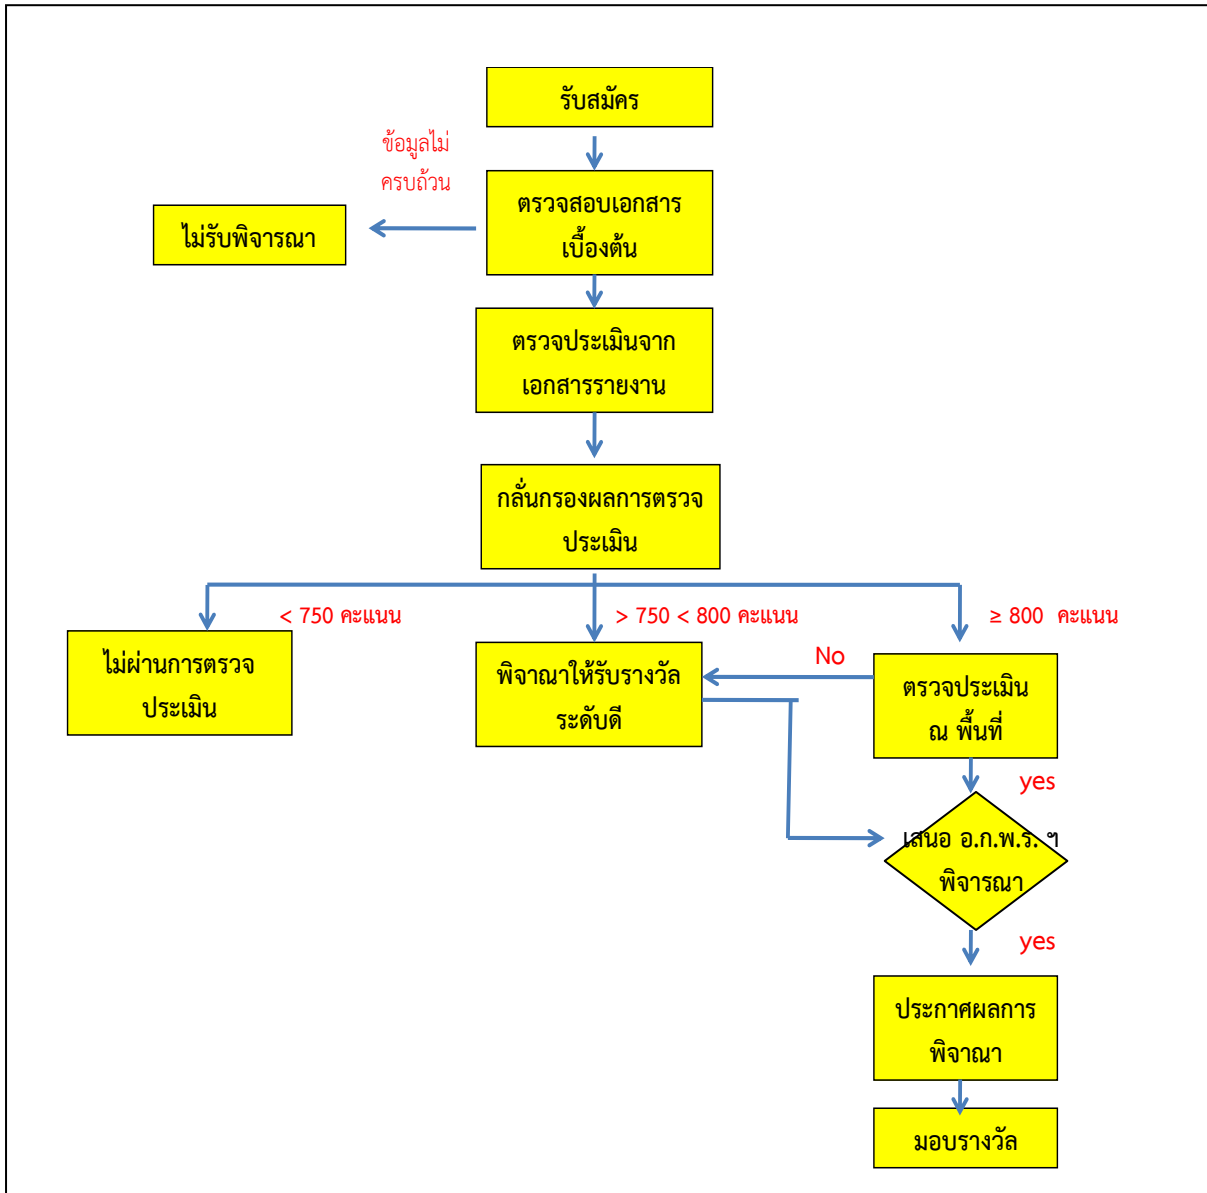 รับสมัคร
ข้อมูลไม่
ครบถ้วน
ตรวจสอบเอกสาร
เบื้องต้น
ไม่รับพิจารณา
ตรวจประเมินจาก
เอกสารรายงาน
กลั่นกรองผลการตรวจ
ประเมิน
< 750 คะแนน
> 750 < 800 คะแนน
≥ 800 คะแนน
ไม่ผ่านการตรวจ
ประเมิน
พิจาณาให้รับรางวัล
ระดับดี
No
ตรวจประเมิน
ณ พื้นที่
yes
เสนอ อ.ก.พ.ร. ฯ
พิจารณา
yes
ประกาศผลการ
พิจาณา
มอบรางวัล